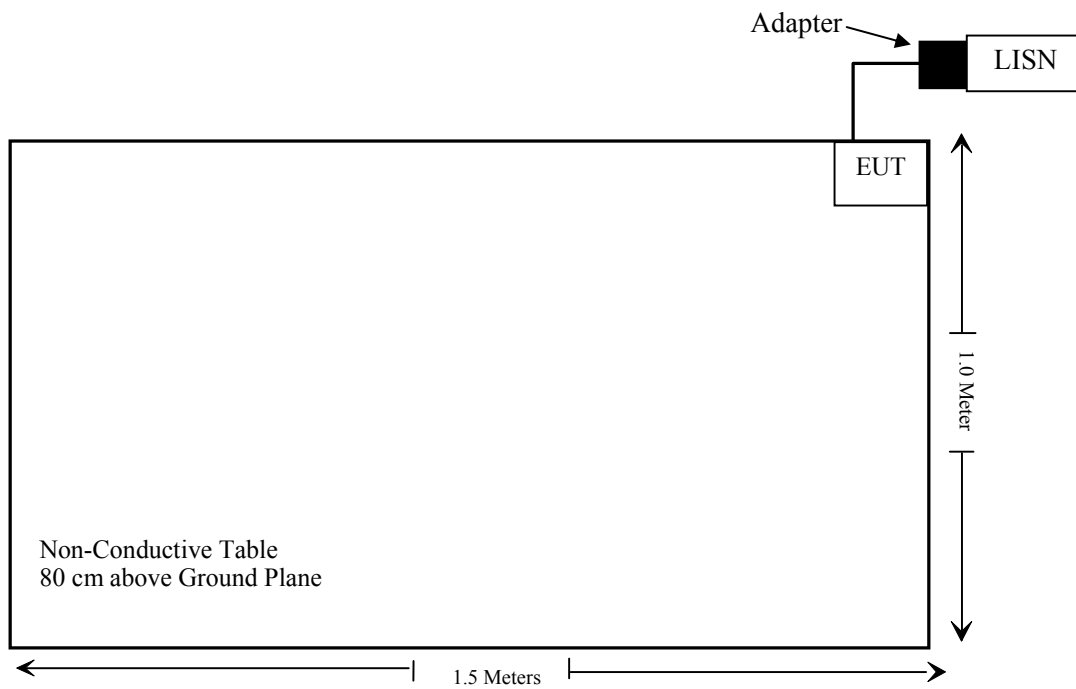 Adapter
LISN
EUT
1.0 Meter
Non-Conductive Table
80 cm above Ground Plane
1.5 Meters